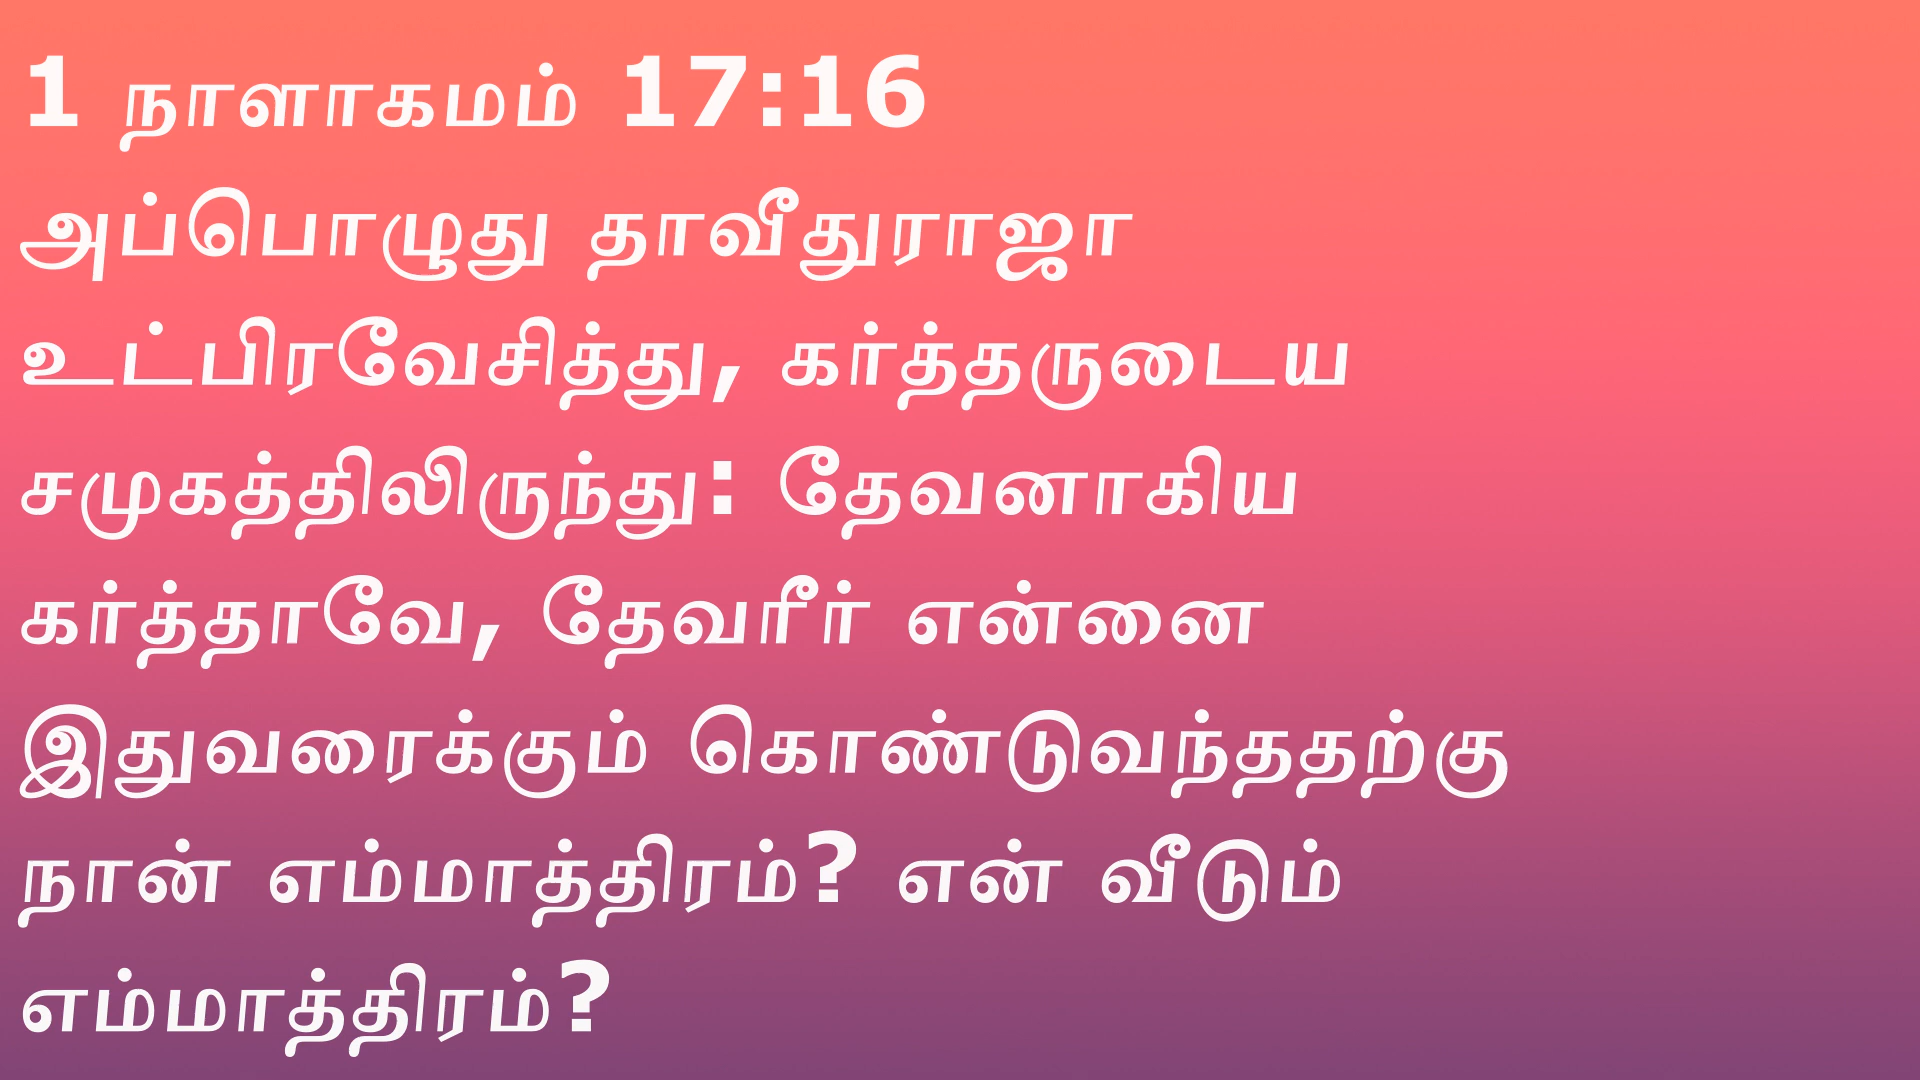 1 நாளாகமம் 17:16
அப்பொழுது தாவீதுராஜா
உட்பிரவேசித்து, கர்த்தருடைய
சமுகத்திலிருந்து: தேவனாகிய
கர்த்தாவே, தேவரீர் என்னை
இதுவரைக்கும் கொண்டுவந்ததற்கு
நான் எம்மாத்திரம்? என் வீடும்
எம்மாத்திரம்?